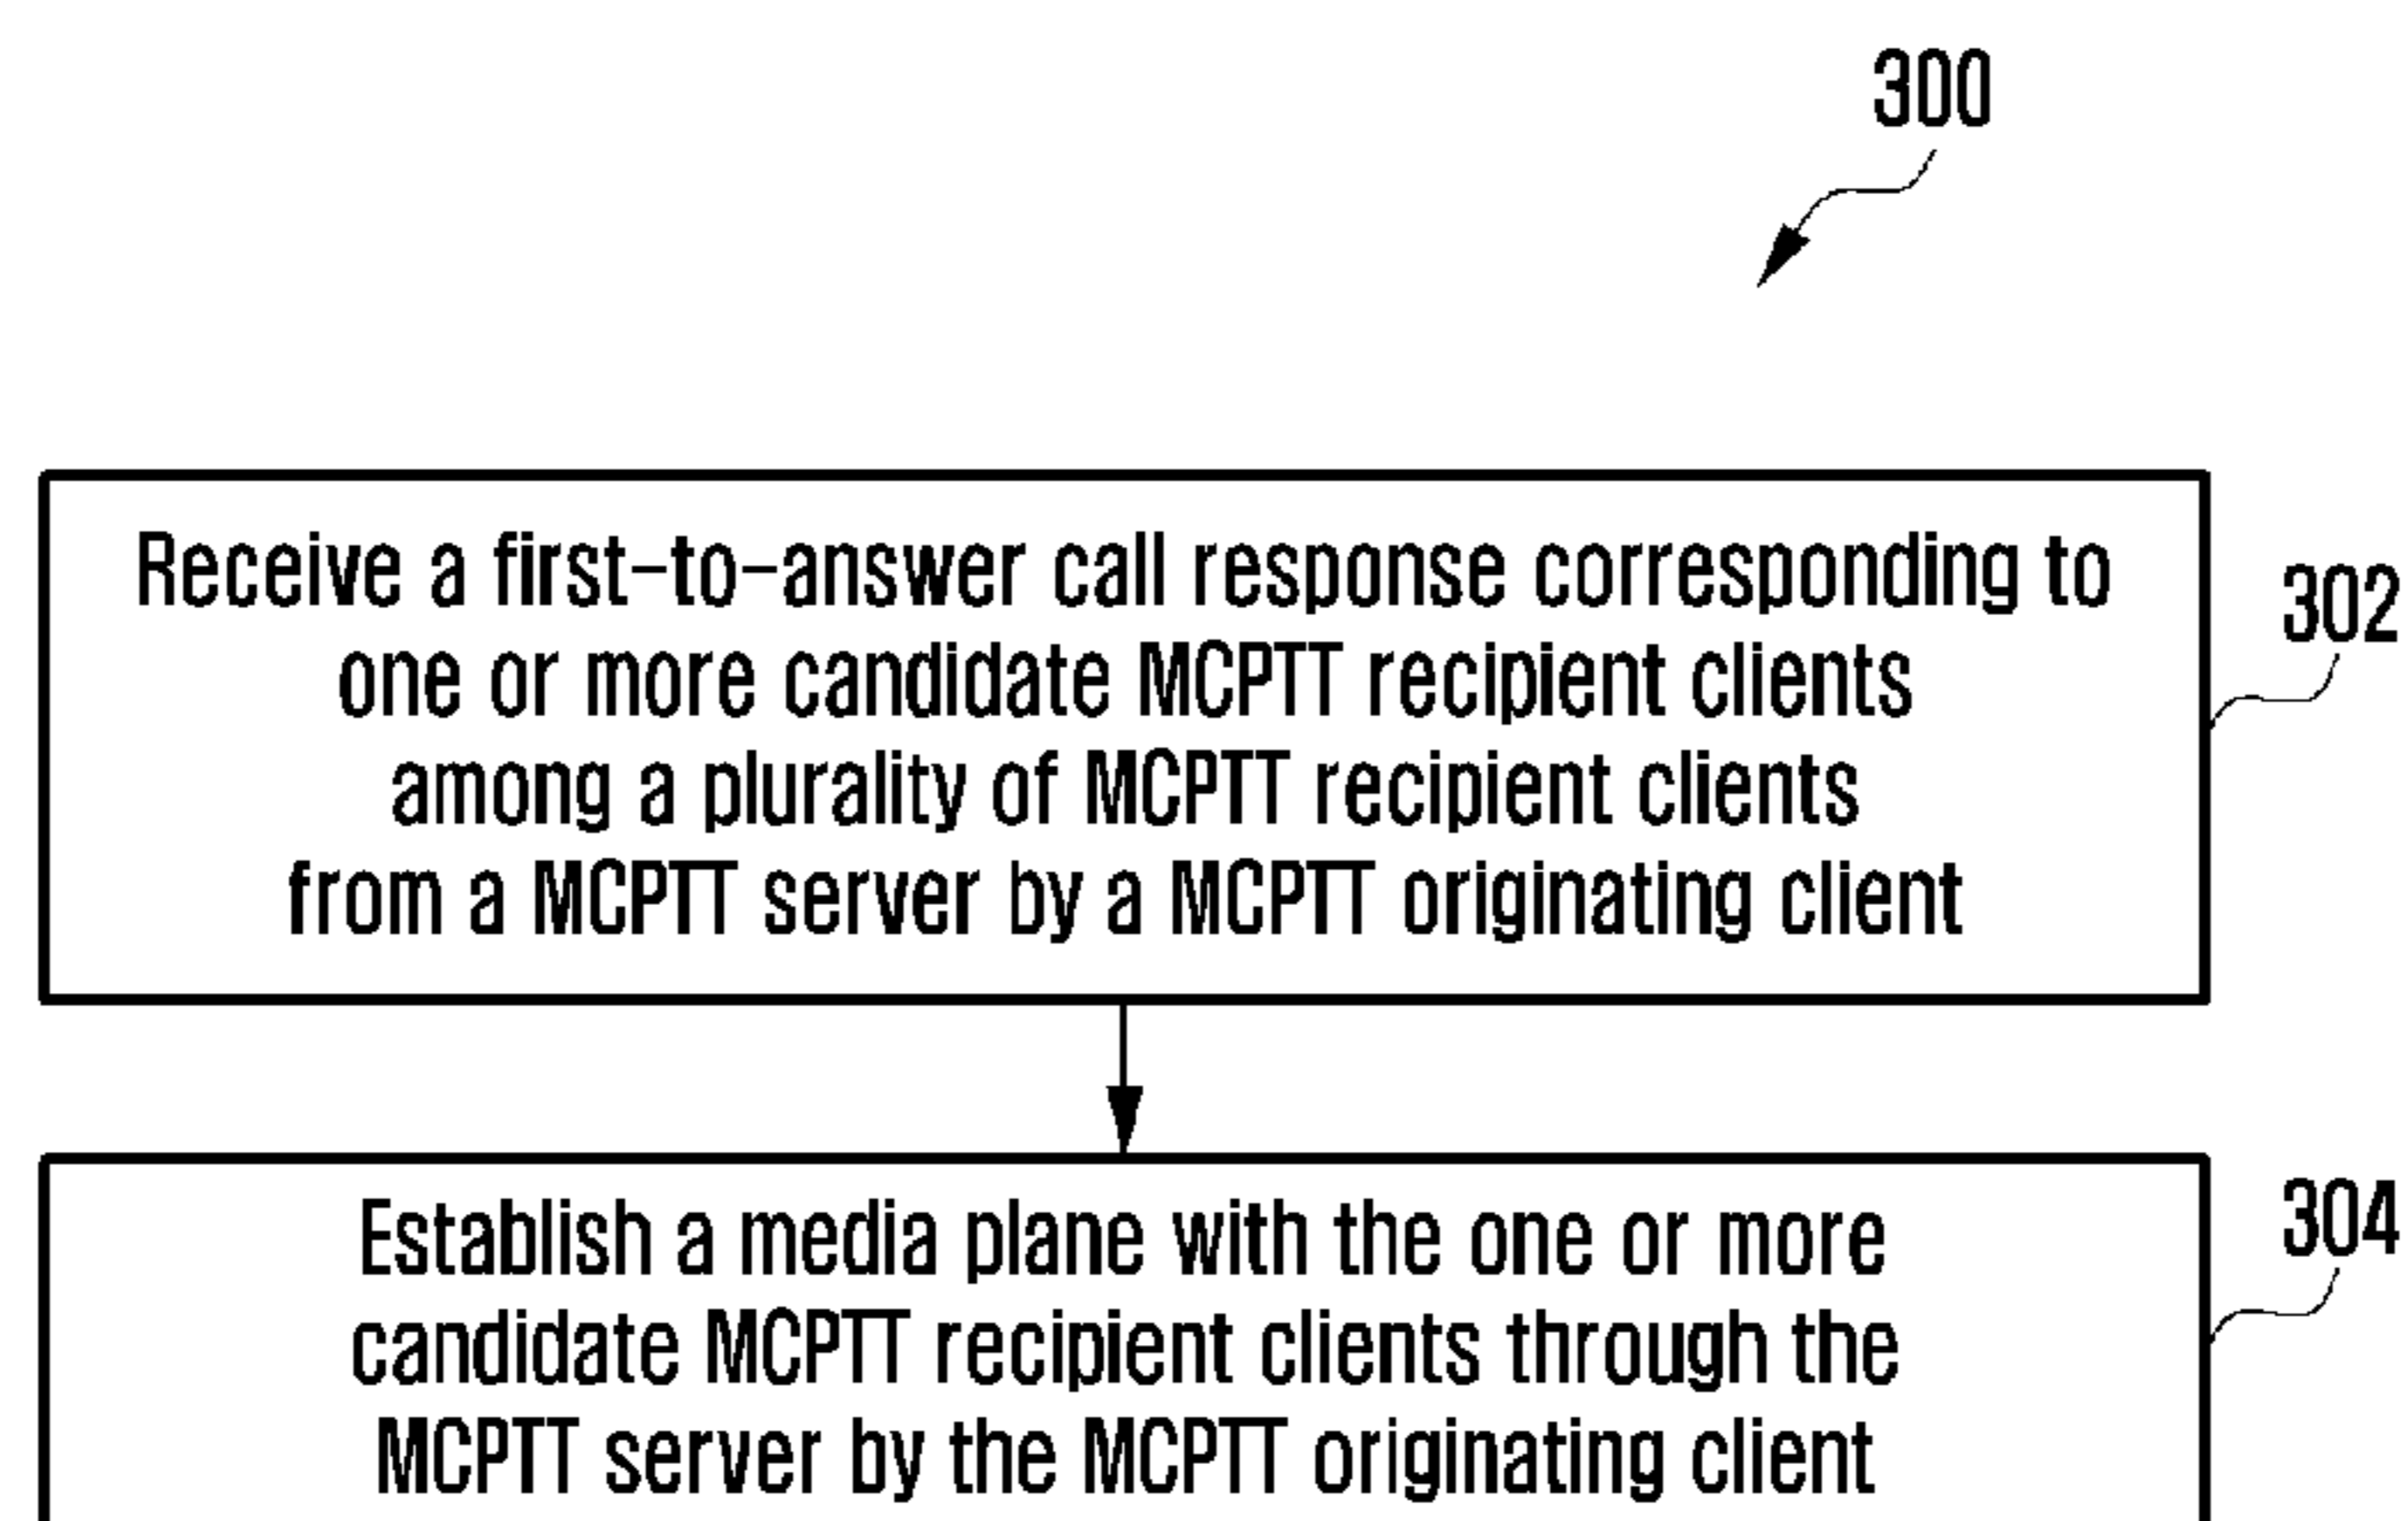 300
Receive a first-to-answer call response corresponding to
one or more candidate MCPTT recipient clients
among a plurality of MCPTT recipient clients
from a MCPTT server by a MCPTT originating client
302
Establish a media plane with the one or more
candidate MCPTT recipient clients through the
MCPTT server by the MCPTT originating client
304